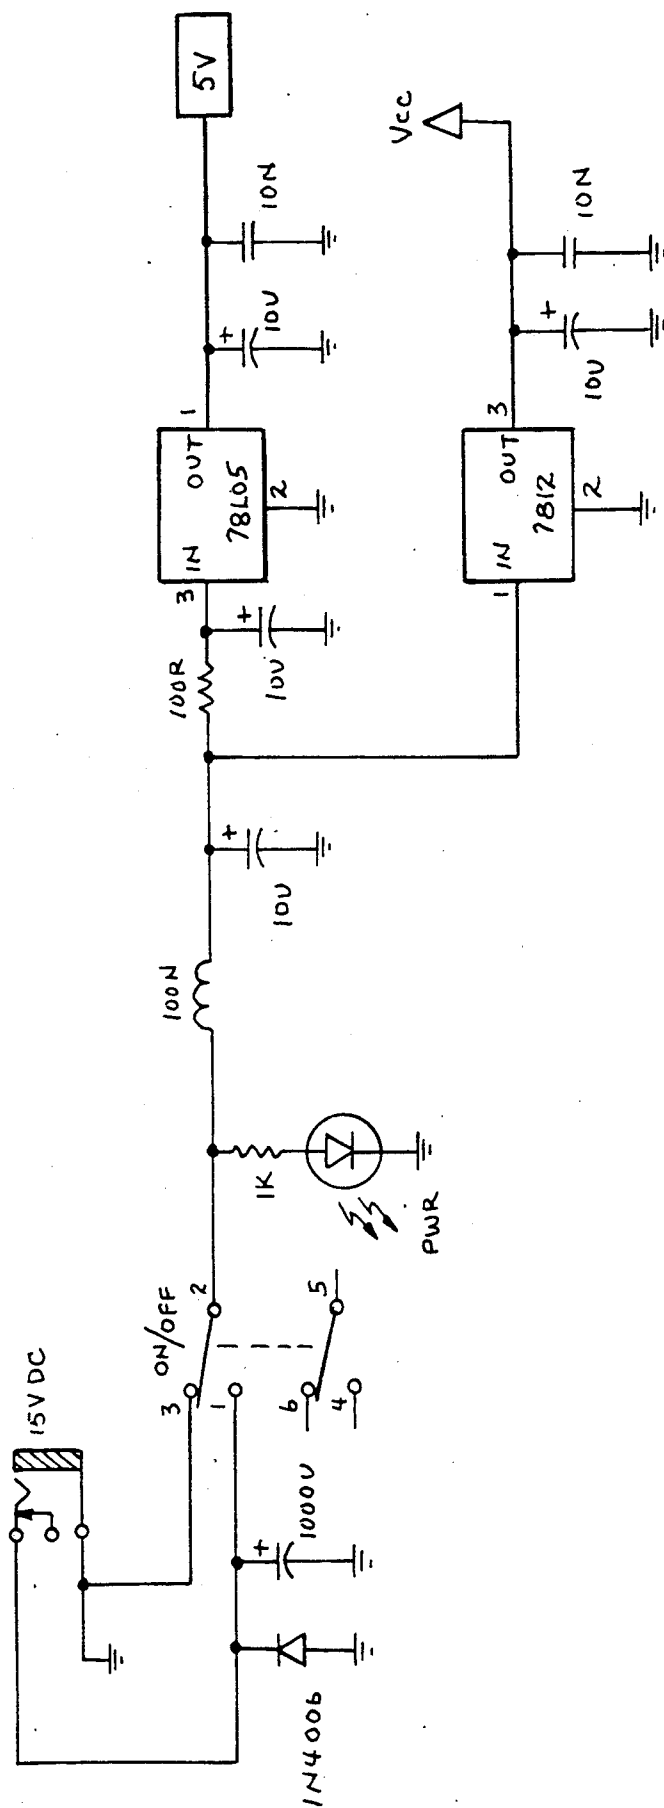 15V DC
1N4006
1000U
+
3
1
ON/OFF
2
6
4
5
1K
PWR
100N
+
10U
100R
+
10U
3
IN
OUT
1
78L05
2
+
10U
10N
5V
1
IN
OUT
3
7812
2
+
10U
10N
Vcc